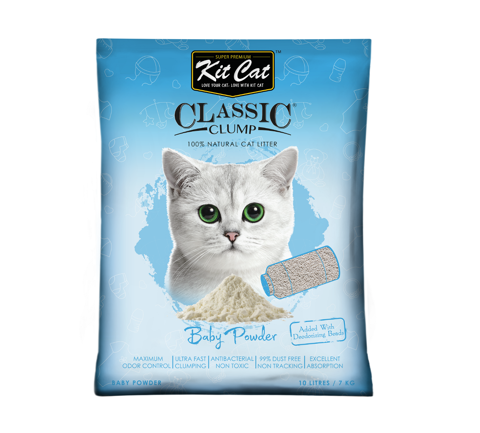 SUPER PREMIUM
Kit Cat™
LOVE YOUR CAT. LOVE WITH KIT CAT
CLASSIC®
CLUMP
100% NATURAL CAT LITTER
Baby Powder
Added With
Deodorising Beads
MAXIMUM ODOR CONTROL
ULTRA FAST CLUMPING
ANTIBACTERIAL NON TOXIC
99% DUST FREE NON TRACKING
EXCELLENT ABSORPTION
BABY POWDER
10 LITRES / 7 KG